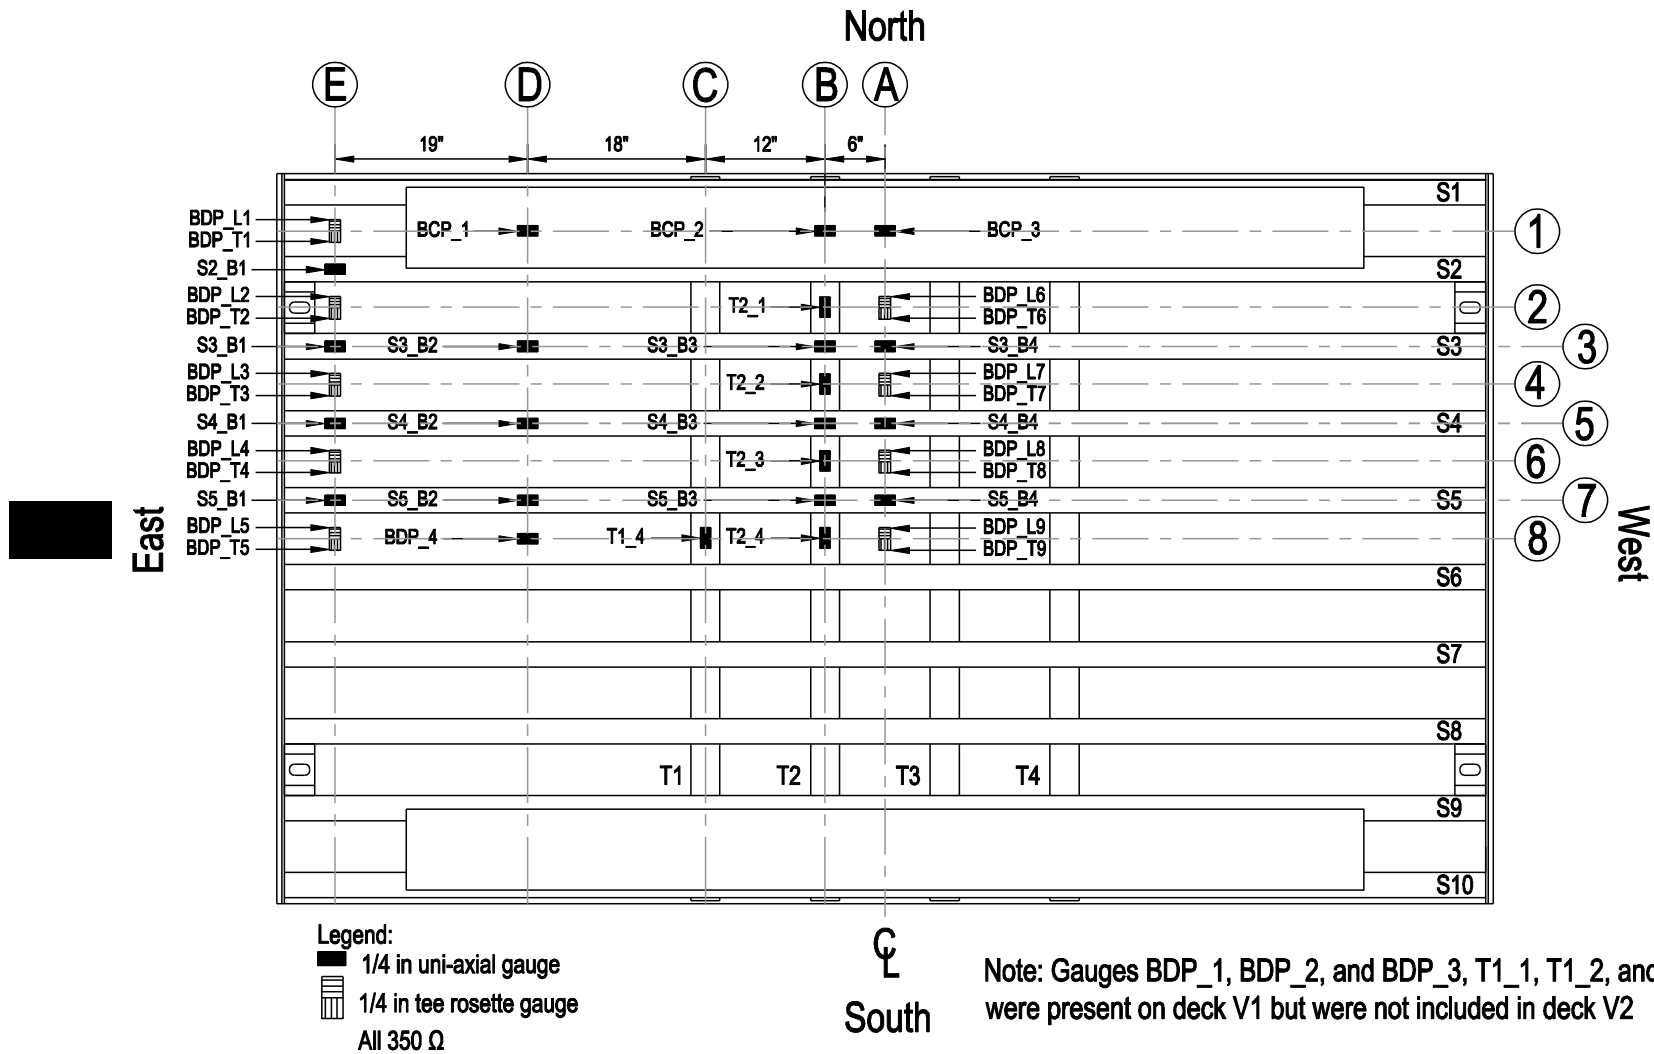 North
E D C B A
19" 18" 12" 6"
S1
BDP_L1
BCP_1 BCP_2 BCP_3 1
BDP_T1
S2_B1 S2
BDP_L2 BDP_L6
T2_1 2
BDP_T2 BDP_T6
S3_B1 S3_B2 S3_B3 S3_B4 S3 3
BDP_L3 BDP_L7
T2_2 4
BDP_T3 BDP_T7
S4_B1 S4_B2 S4_B3 S4_B4 S4 5
BDP_L4 BDP_L8
T2_3 6
BDP_T4 BDP_T8
S5_B1 S5_B2 S5_B3 S5_B4 S5 7
BDP_L5 BDP_L9
BDP_4 T1_4 T2_4 8
BDP_T5 BDP_T9
East
West
S6
S7
S8
T1 T2 T3 T4
S9
S10
Legend:
1/4 in uni-axial gauge
1/4 in tee rosette gauge
All 350 Ω
℄
South
Note: Gauges BDP_1, BDP_2, and BDP_3, T1_1, T1_2, and
were present on deck V1 but were not included in deck V2